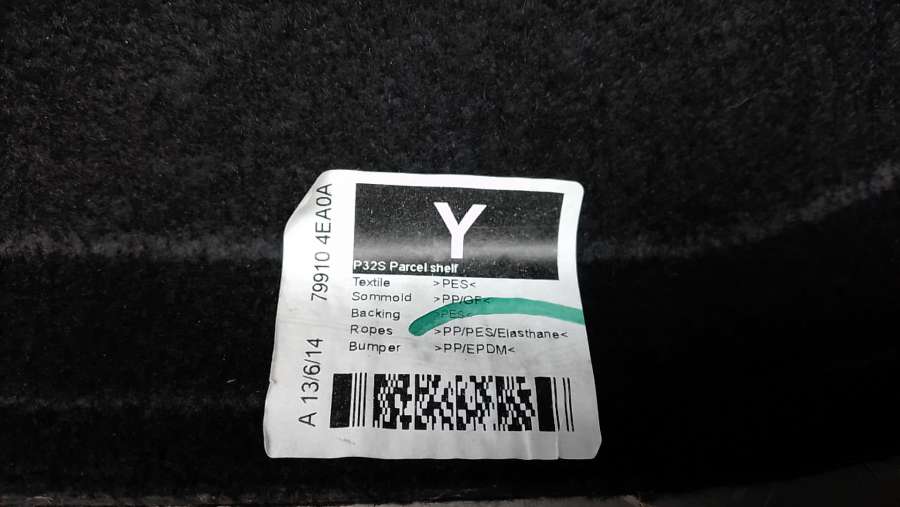 Y
P32S Parcel shelf
Textile >PES<
Sommold >PP/GF<
Backing >PES<
Ropes >PP/PES/Elasthane<
Bumper >PP/EPDM<
A 13/6/14 79910 4EA0A